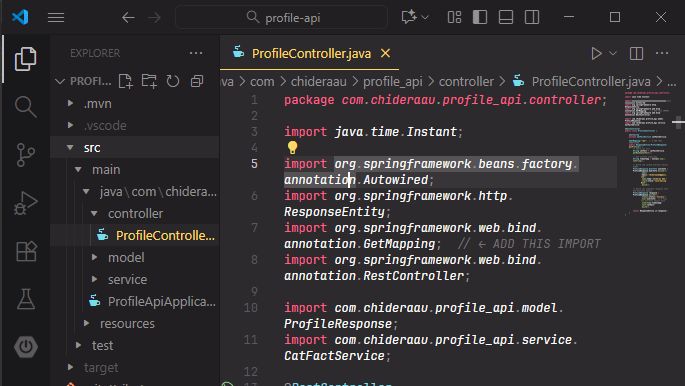 profile-api
EXPLORER
PROFI...
.mvn
.vscode
src
main
java\com\chidera...
controller
ProfileControlle...
model
service
ProfileApiApplica...
resources
test
target
ProfileController.java
va > com > chideraau > profile_api > controller > ProfileController.java > ...
1 package com.chideraau.profile_api.controller;
2
3 import java.time.Instant;
4
5 import org.springframework.beans.factory.
annotation.Autowired;
6 import org.springframework.http.
ResponseEntity;
7 import org.springframework.web.bind.
annotation.GetMapping; // ← ADD THIS IMPORT
8 import org.springframework.web.bind.
annotation.RestController;
9
10 import com.chideraau.profile_api.model.
ProfileResponse;
11 import com.chideraau.profile_api.service.
CatFactService;
12